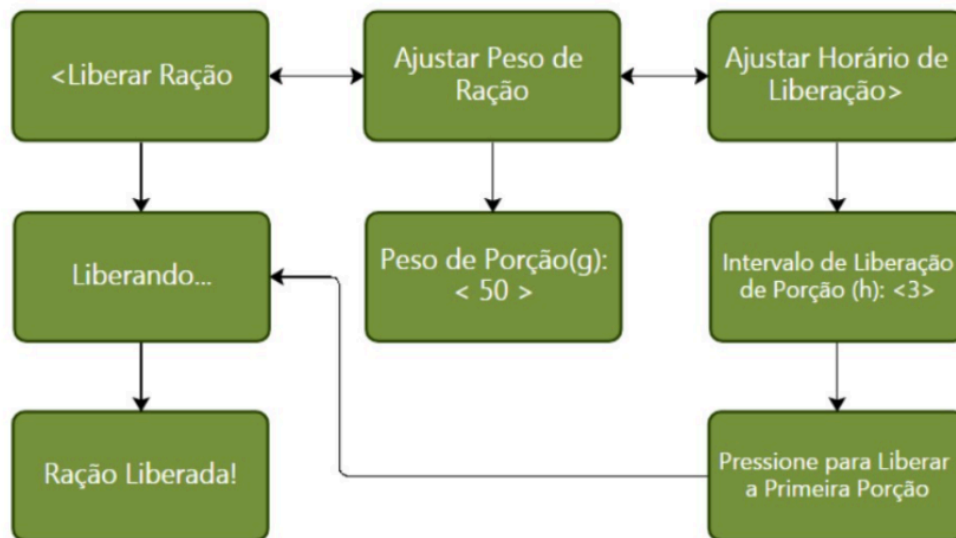 <Liberar Ração
Ajustar Peso de
Ração
Ajustar Horário de
Liberação>
Liberando...
Peso de Porção(g):
< 50 >
Intervalo de Liberação
de Porção (h): <3>
Ração Liberada!
Pressione para Liberar
a Primeira Porção